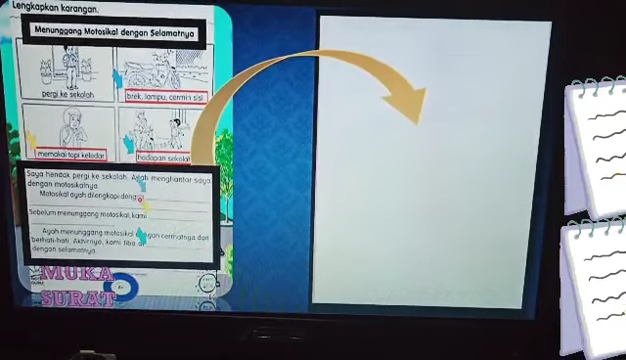 Lengkapkan karangan.
Menunggang Motosikal dengan Selamatnya
pergi ke sekolah
brek, lampu, cermin sisi
memakai topi keledar
hadapan sekolah
Saya hendak pergi ke sekolah. Ayah menghantar saya
dengan motosikalnya.
Motosikal ayah dilengkapi dengan
Sebelum menunggang motosikal, kami
Ayah menunggang motosikal dengan cermatnya dan
berhati-hati. Akhirnya, kami tiba di
dengan selamatnya.
MUKA
SURAT